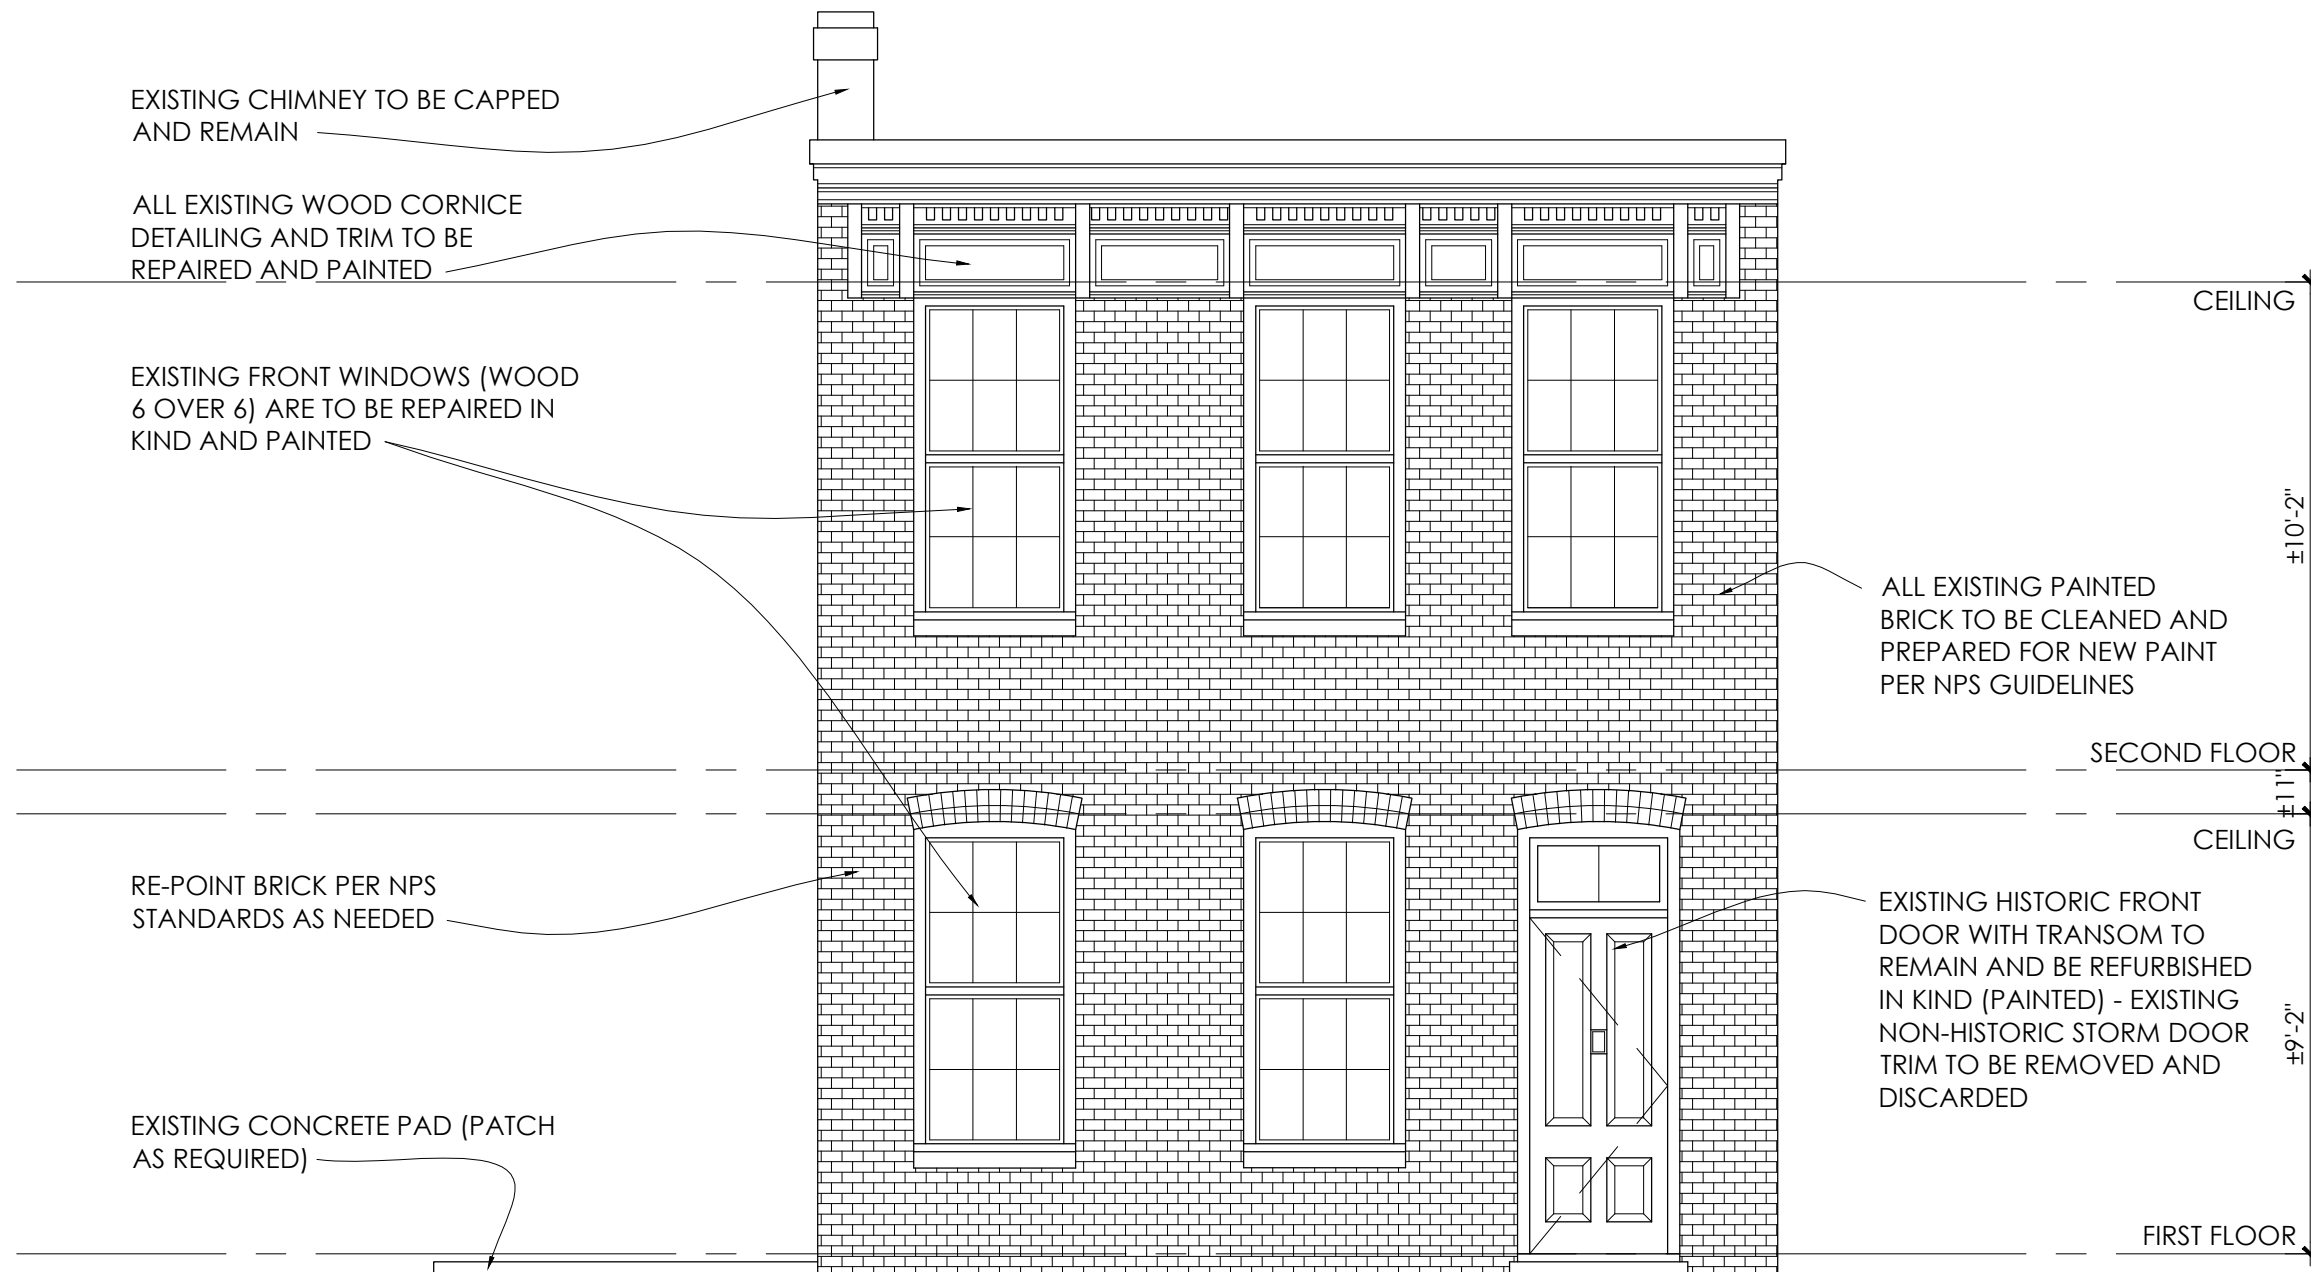 EXISTING CHIMNEY TO BE CAPPED
AND REMAIN
ALL EXISTING WOOD CORNICE
DETAILING AND TRIM TO BE
REPAIRED AND PAINTED
CEILING
EXISTING FRONT WINDOWS (WOOD
6 OVER 6) ARE TO BE REPAIRED IN
KIND AND PAINTED
±10'-2"
ALL EXISTING PAINTED
BRICK TO BE CLEANED AND
PREPARED FOR NEW PAINT
PER NPS GUIDELINES
SECOND FLOOR
±11"
CEILING
RE-POINT BRICK PER NPS
STANDARDS AS NEEDED
EXISTING HISTORIC FRONT
DOOR WITH TRANSOM TO
REMAIN AND BE REFURBISHED
IN KIND (PAINTED) - EXISTING
NON-HISTORIC STORM DOOR
TRIM TO BE REMOVED AND
DISCARDED
±9'-2"
EXISTING CONCRETE PAD (PATCH
AS REQUIRED)
FIRST FLOOR